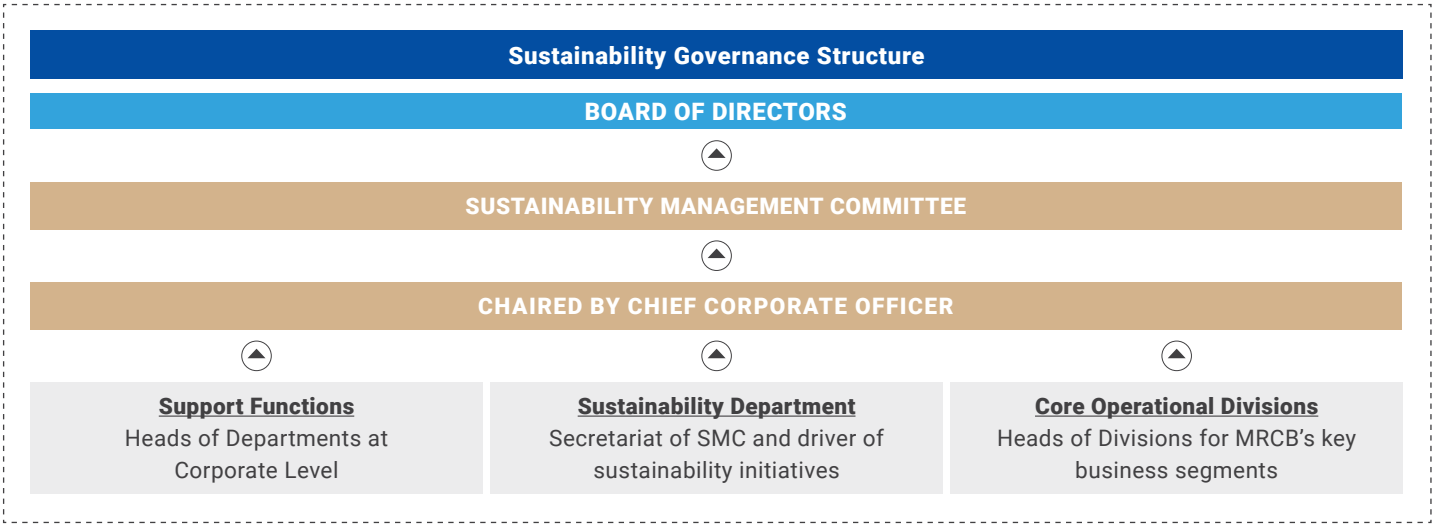 Sustainability Governance Structure
BOARD OF DIRECTORS
SUSTAINABILITY MANAGEMENT COMMITTEE
CHAIRED BY CHIEF CORPORATE OFFICER
Support Functions
Heads of Departments at
Corporate Level
Sustainability Department
Secretariat of SMC and driver of
sustainability initiatives
Core Operational Divisions
Heads of Divisions for MRCB’s key
business segments